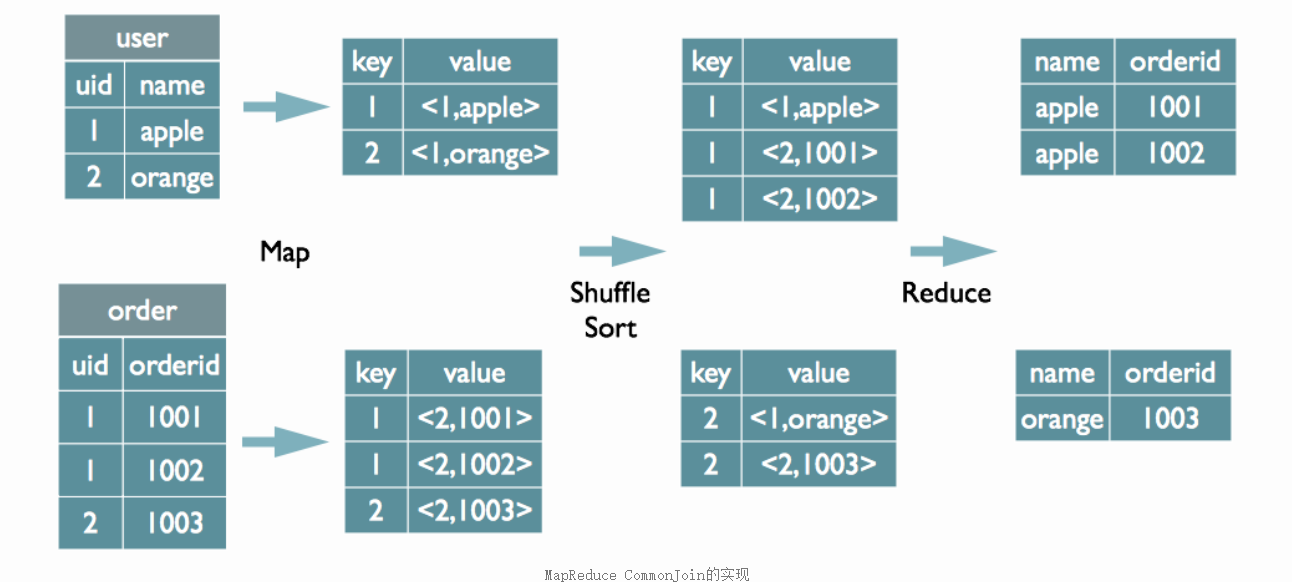 user
uid name
1 apple
2 orange
key value
1 <1,apple>
2 <1,orange>
key value
1 <1,apple>
1 <2,1001>
1 <2,1002>
name orderid
apple 1001
apple 1002
Map
Shuffle
Sort
Reduce
order
uid orderid
1 1001
1 1002
2 1003
key value
1 <2,1001>
1 <2,1002>
2 <2,1003>
key value
2 <1,orange>
2 <2,1003>
name orderid
orange 1003
MapReduce CommonJoin的实现